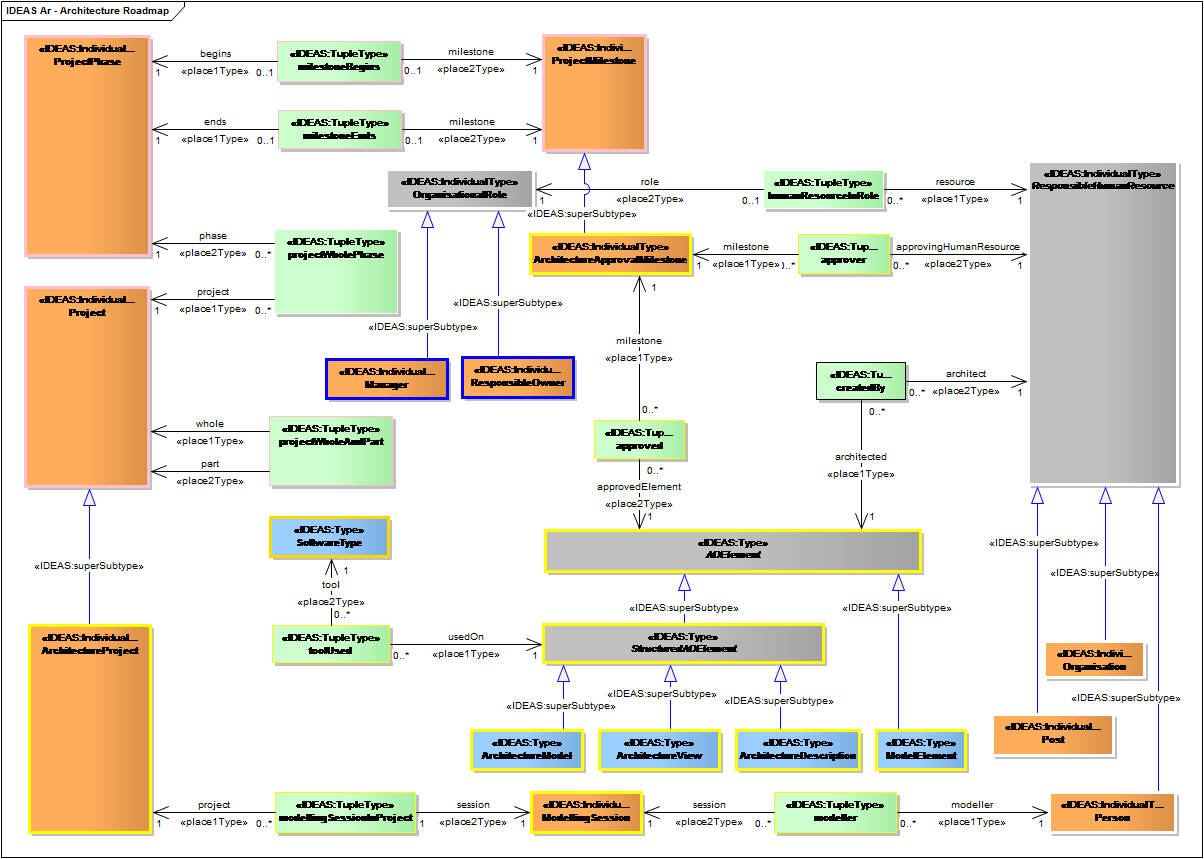 IDEAS Ar - Architecture Roadmap
«IDEAS:Individual...
ProjectPhase
begins
«place1Type»
1
0..1
«IDEAS:TupleType»
milestoneBegins
milestone
«place2Type»
0..1
1
«IDEAS:Indivi...
ProjectMilestone
ends
«place1Type»
1
0..1
«IDEAS:TupleType»
milestoneEnds
milestone
«place2Type»
0..1
1
«IDEAS:IndividualType»
OrganisationalRole
role
«place2Type»
1
0..1
«IDEAS:TupleType»
humanResourceInRole
resource
«place1Type»
0..*
1
«IDEAS:IndividualType»
ResponsibleHumanResource
«IDEAS:superSubtype»
phase
«place2Type»
1
0..*
«IDEAS:TupleType»
projectWholePhase
«IDEAS:IndividualType»
ArchitectureApprovalMilestone
milestone
«place1Type»
1
)..*
«IDEAS:Tup...
approver
approvingHumanResource
«place2Type»
0..*
1
«IDEAS:Individual...
Project
project
«place1Type»
1
0..*
«IDEAS:superSubtype»
«IDEAS:superSubtype»
1
milestone
«place1Type»
0..*
«IDEAS:Individual...
Manager
«IDEAS:Individu...
ResponsibleOwner
«IDEAS:Tu...
createdBy
architect
«place2Type»
0..*
1
0..*
whole
«place1Type»
part
«place2Type»
«IDEAS:TupleType»
projectWholeAndPart
«IDEAS:Tup...
approved
0..*
approvedElement
«place2Type»
1
architected
«place1Type»
1
«IDEAS:Type»
SoftwareType
«IDEAS:Type»
ADElement
«IDEAS:superSubtype»
«IDEAS:superSubtype»
«IDEAS:superSubtype»
1
tool
«place2Type»
0..*
«IDEAS:superSubtype»
«IDEAS:superSubtype»
«IDEAS:Individual...
ArchitectureProject
«IDEAS:TupleType»
toolUsed
usedOn
«place1Type»
0..*
1
«IDEAS:Type»
StructuredADElement
«IDEAS:Indivi...
Organisation
«IDEAS:superSubtype»
«IDEAS:superSubtype»
«IDEAS:superSubtype»
«IDEAS:superSubtype»
«IDEAS:Individual...
Post
«IDEAS:Type»
ArchitectureModel
«IDEAS:Type»
ArchitectureView
«IDEAS:Type»
ArchitectureDescription
«IDEAS:Type»
ModelElement
project
«place1Type»
1
0..*
«IDEAS:TupleType»
modellingSessionInProject
session
«place2Type»
1
1
«IDEAS:Individu...
ModellingSession
session
«place2Type»
1
0..*
«IDEAS:TupleType»
modeller
modeller
«place1Type»
0..*
1
«IDEAS:IndividualT...
Person